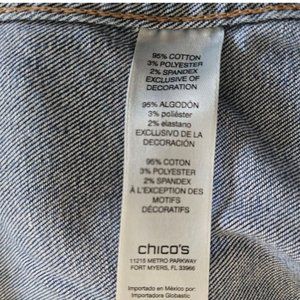 95% COTTON
3% POLYESTER
2% SPANDEX
EXCLUSIVE OF
DECORATION
95% ALGODÓN
3% poliéster
2% elastano
EXCLUSIVO DE LA
DECORACIÓN
95% COTON
3% POLYESTER
2% SPANDEX
À L'EXCEPTION DES
MOTIFS
DÉCORATIFS
chico's
11215 METRO PARKWAY
FORT MYERS, FL 33966
Importado en México por:
Importadora Globastic